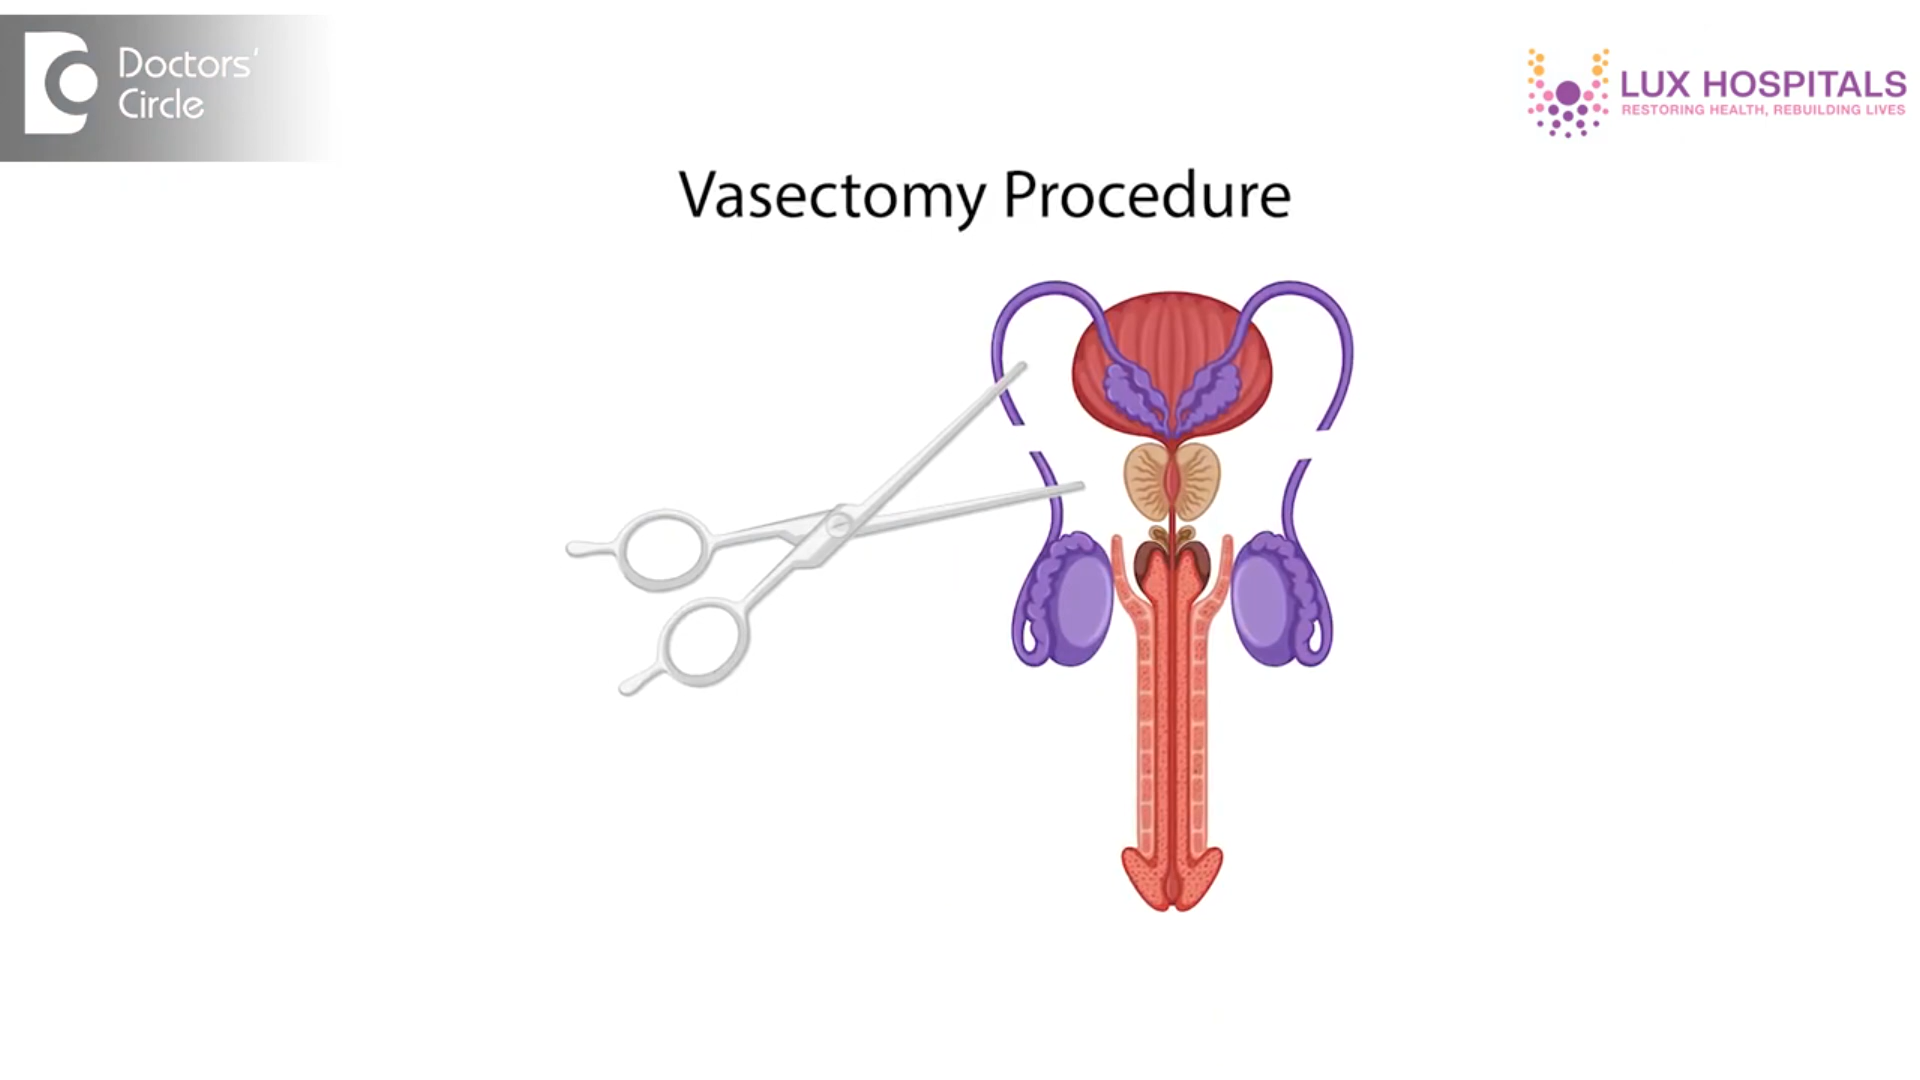 Doctors'
Circle
LUX HOSPITALS
RESTORING HEALTH, REBUILDING LIVES
Vasectomy Procedure